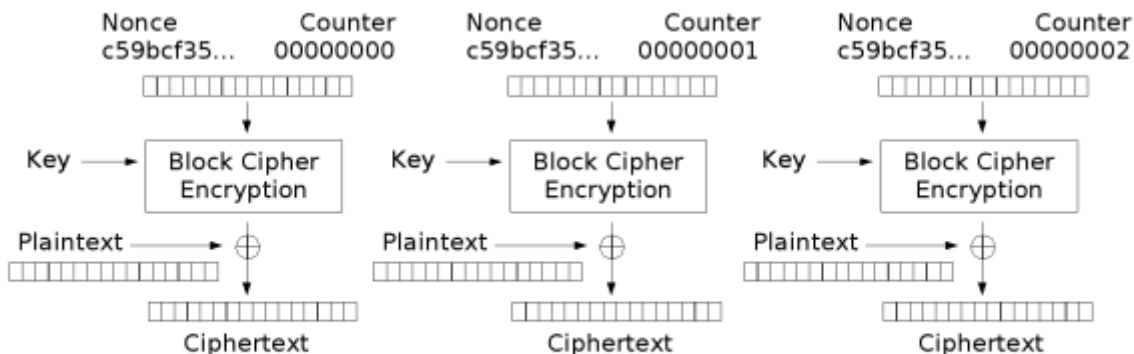 Nonce Counter Nonce Counter Nonce Counter
c59bcf35... 00000000 c59bcf35... 00000001 c59bcf35... 00000002
Key Block Cipher Encryption Key Block Cipher Encryption Key Block Cipher Encryption
Plaintext Plaintext Plaintext
Ciphertext Ciphertext Ciphertext